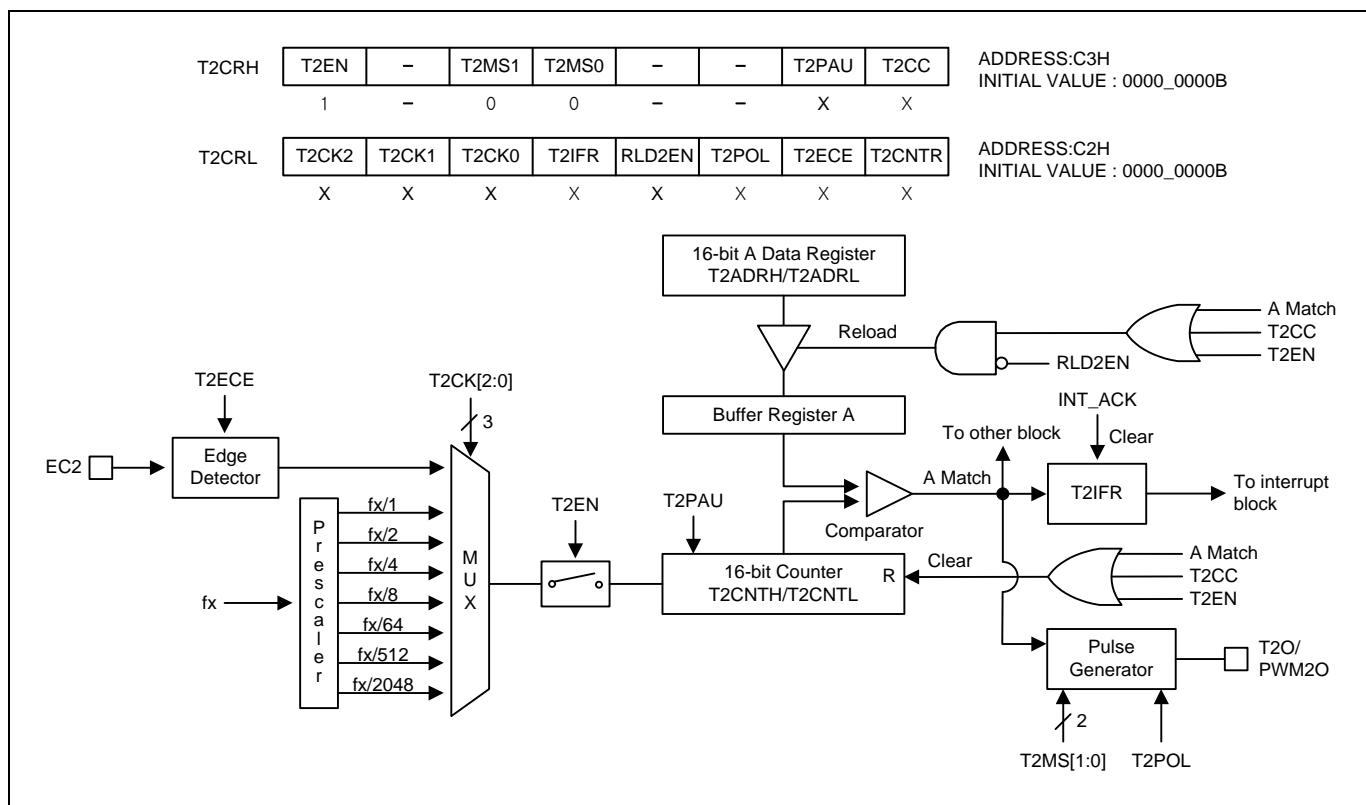 T2CRH T2EN – T2MS1 T2MS0 – – T2PAU T2CC ADDRESS:C3H
INITIAL VALUE : 0000_0000B
1 – 0 0 – – X X
T2CRL T2CK2 T2CK1 T2CK0 T2IFR RLD2EN T2POL T2ECE T2CNTR ADDRESS:C2H
INITIAL VALUE : 0000_0000B
X X X X X X X X
16-bit A Data Register
T2ADRH/T2ADRL
A Match
T2CC
T2EN
Reload
RLD2EN
T2ECE
T2CK[2:0]
3
Buffer Register A
INT_ACK
Clear
To other block
EC2
Edge
Detector
A Match
T2IFR
To interrupt
block
Comparator
Prescaler
fx/1
fx/2
fx/4
fx/8
fx/64
fx/512
fx/2048
fx
MUX
T2EN
T2PAU
16-bit Counter
T2CNTH/T2CNTL
R
Clear
A Match
T2CC
T2EN
Pulse
Generator
T2O/
PWM2O
2
T2MS[1:0]
T2POL